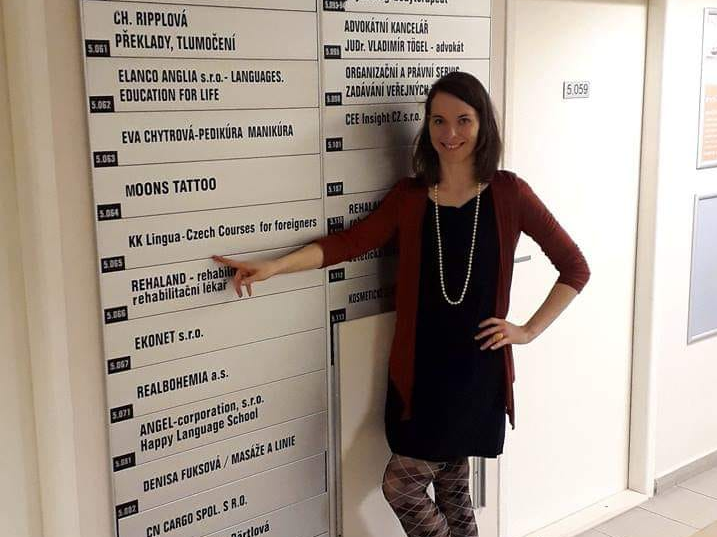 CH. RIPPLOVÁ
PŘEKLADY, TLUMOČENÍ
5.061
ELANCO ANGLIA s.r.o.- LANGUAGES.
EDUCATION FOR LIFE
5.062
EVA CHYTROVÁ-PEDIKÚRA MANIKÚRA
5.063
MOONS TATTOO
5.064
KK Lingua-Czech Courses for foreigners
5.065
REHALAND -
rehabilitační lékař
5.066
EKONET s.r.o.
5.067
REALBOHEMIA a.s.
5.071
ANGEL-corporation, s.r.o.
Happy Language School
5.081
DENISA FUKSOVÁ / MASÁŽE A LINIE
5.082
CN CARGO SPOL. S R.O.
ADVOKÁTNÍ KANCELÁŘ
JUDr. VLADIMÍR TÖGEL - advokát
ORGANIZAČNÍ A PRÁVNÍ SERVIS
ZADÁVÁNÍ VEŘEJNÝCH
CEE Insight CZ s.r.o.
5.101
5.107
5.112
5.113
5.059